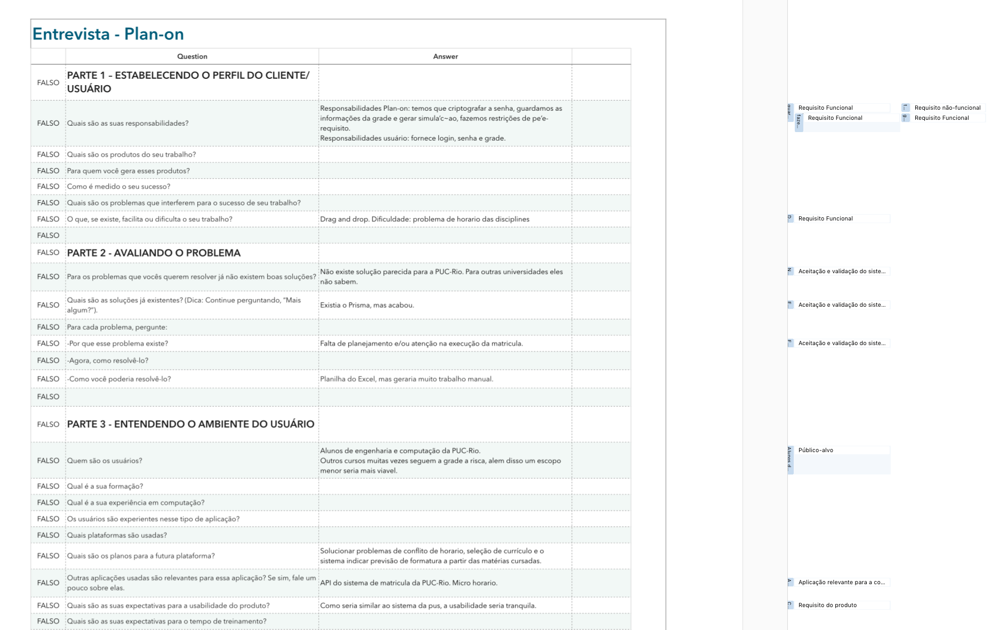 Entrevista - Plan-on
Question
Answer
FALSO
PARTE 1 – ESTABELECENDO O PERFIL DO CLIENTE/
USUÁRIO
FALSO
Quais são as suas responsabilidades?
Responsabilidades Plan-on: temos que criptografar a senha, guardamos as
informações da grade e gerar simula’c~ao, fazemos restrições de pe’e-
requisito.
Responsabilidades usuário: fornece login, senha e grade.
guar...
Requisito Funcional
t...
Requisito não-funcional
faze...
Requisito Funcional
g...
Requisito Funcional
FALSO
Quais são os produtos do seu trabalho?
FALSO
Para quem você gera esses produtos?
FALSO
Como é medido o seu sucesso?
FALSO
Quais são os problemas que interferem para o sucesso de seu trabalho?
FALSO
O que, se existe, facilita ou dificulta o seu trabalho?
Drag and drop. Dificuldade: problema de horario das disciplines
D...
Requisito Funcional
FALSO
FALSO
PARTE 2 - AVALIANDO O PROBLEMA
FALSO
Para os problemas que vocês querem resolver já não existem boas soluções?
Não existe solução parecida para a PUC-Rio. Para outras universidades eles
não sabem.
N...
Aceitação e validação do siste...
FALSO
Quais são as soluções já existentes? (Dica: Continue perguntando, “Mais
algum?”).
Existia o Prisma, mas acabou.
E...
Aceitação e validação do siste...
FALSO
Para cada problema, pergunte:
FALSO
-Por que esse problema existe?
Falta de planejamento e/ou atenção na execução da matricula.
F...
Aceitação e validação do siste...
FALSO
-Agora, como resolvê-lo?
FALSO
-Como você poderia resolvê-lo?
Planilha do Excel, mas geraria muito trabalho manual.
FALSO
FALSO
PARTE 3 - ENTENDENDO O AMBIENTE DO USUÁRIO
FALSO
Quem são os usuários?
Alunos de engenharia e computação da PUC-Rio.
Outros cursos muitas vezes seguem a grade a risca, alem disso um escopo
menor seria mais viavel.
Alunos d...
Público-alvo
FALSO
Qual é a sua formação?
FALSO
Qual é a sua experiência em computação?
FALSO
Os usuários são experientes nesse tipo de aplicação?
FALSO
Quais plataformas são usadas?
FALSO
Quais são os planos para a futura plataforma?
Solucionar problemas de conflito de horario, seleção de currículo e o
sistema indicar previsão de formatura a partir das matérias cursadas.
FALSO
Outras aplicações usadas são relevantes para essa aplicação? Se sim, fale um
pouco sobre elas.
API do sistema de matricula da PUC-Rio. Micro horario.
A...
Aplicação relevante para a co...
FALSO
Quais são as suas expectativas para a usabilidade do produto?
Como seria similar ao sistema da pus, a usabilidade seria tranquila.
C...
Requisito do produto
FALSO
Quais são as suas expectativas para o tempo de treinamento?